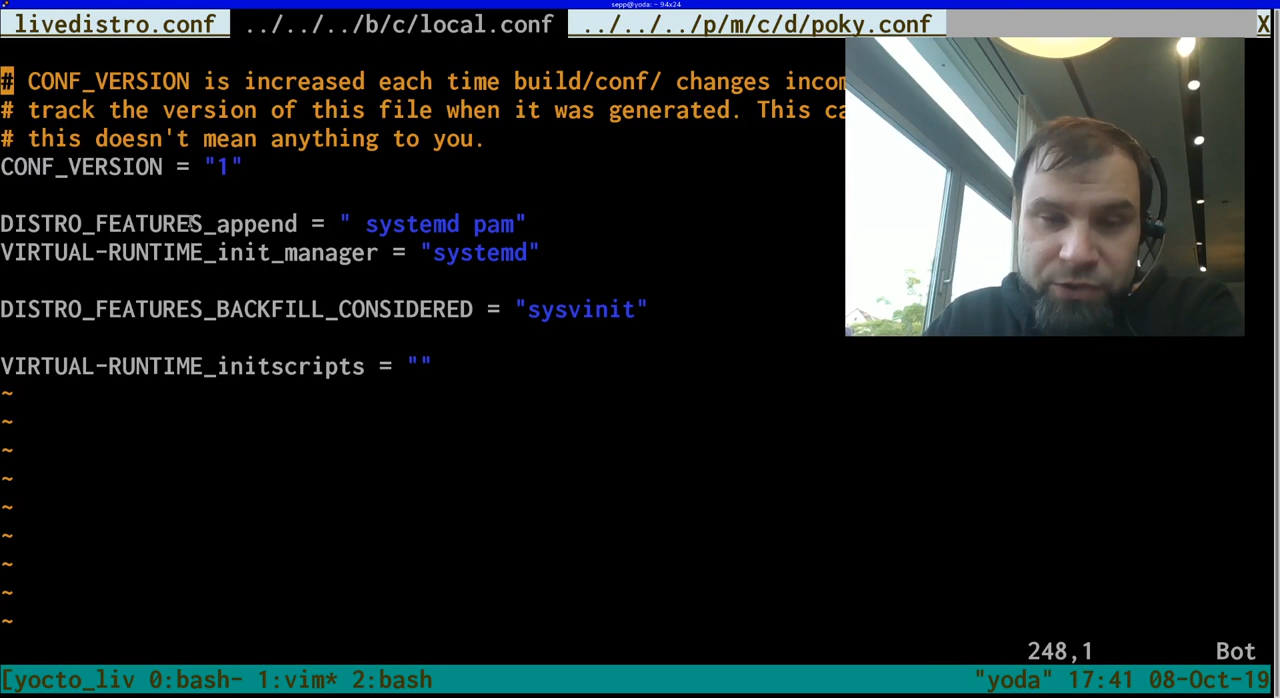 sepp@yoda: ~ 94x24
livedistro.conf ../../../b/c/local.conf ../../../p/m/c/d/poky.conf X
# CONF_VERSION is increased each time build/conf/ changes incom
# track the version of this file when it was generated. This ca
# this doesn't mean anything to you.
CONF_VERSION = "1"
DISTRO_FEATURES_append = " systemd pam"
VIRTUAL-RUNTIME_init_manager = "systemd"
DISTRO_FEATURES_BACKFILL_CONSIDERED = "sysvinit"
VIRTUAL-RUNTIME_initscripts = ""
~
~
~
~
~
~
~
~
~
248,1 Bot
[yocto_liv 0:bash- 1:vim* 2:bash "yoda" 17:41 08-Oct-19